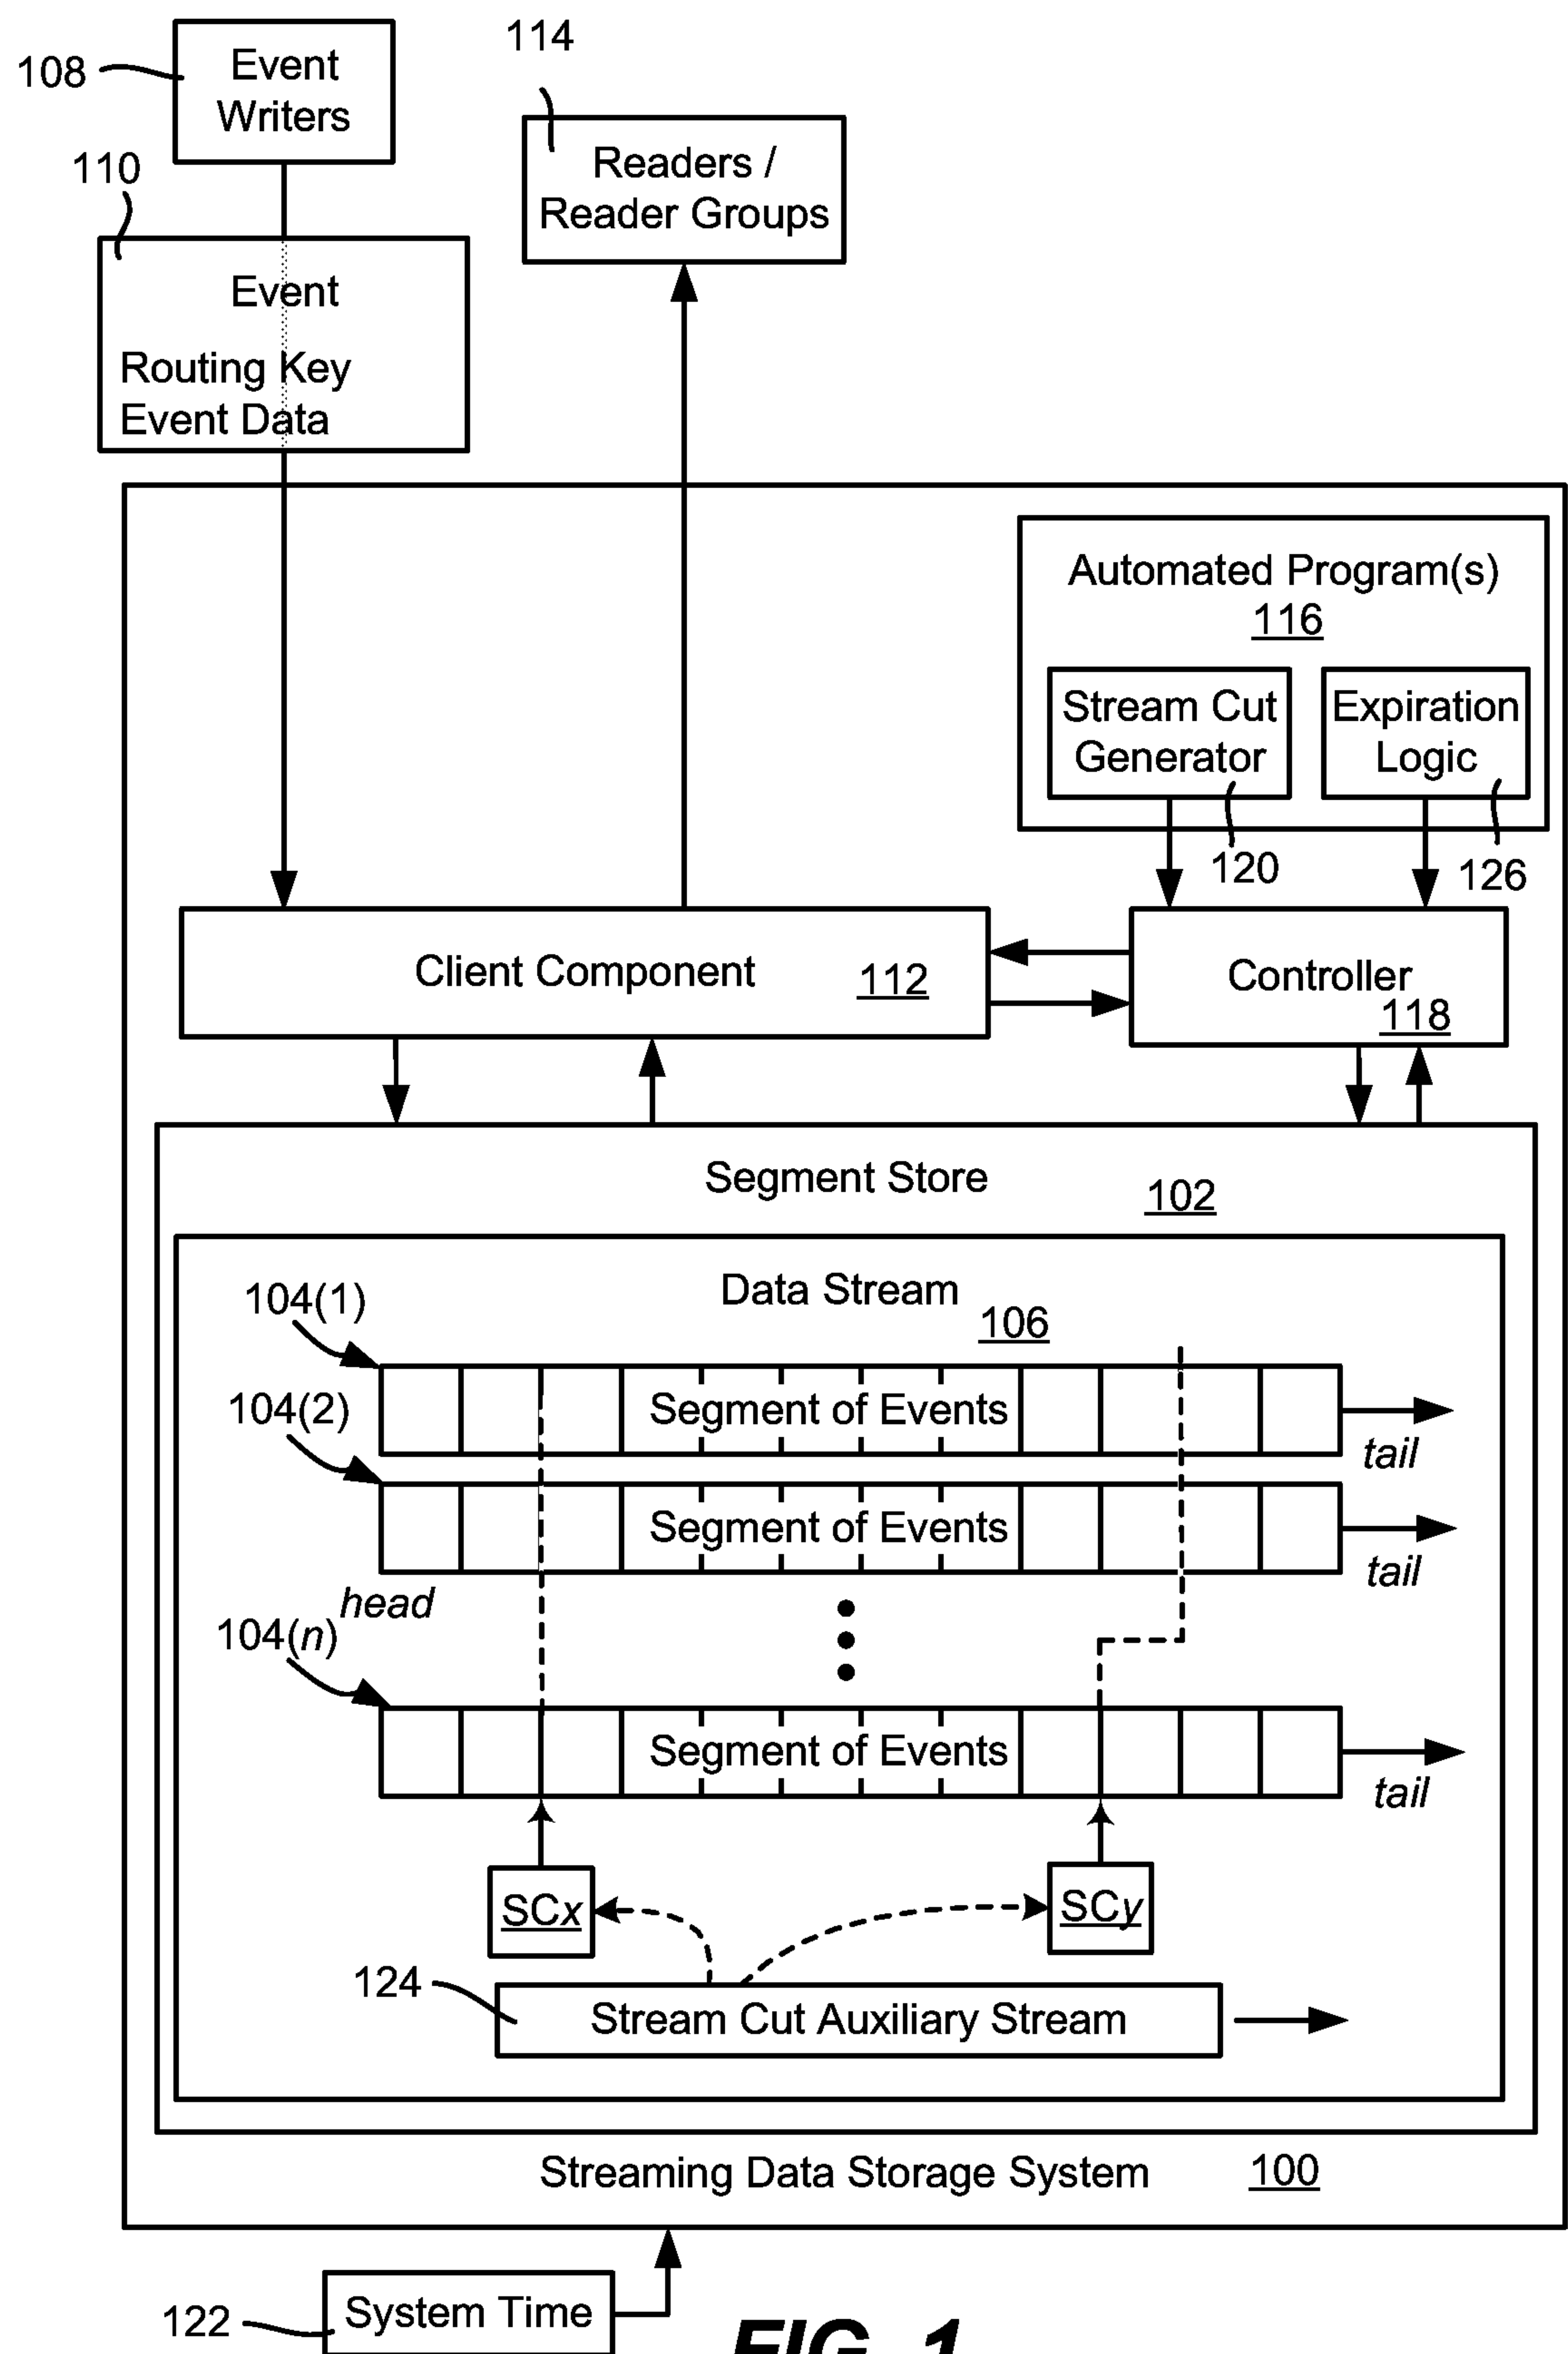 108
Event
Writers
114
Readers /
Reader Groups
110
Event
Routing Key
Event Data
Automated Program(s)
116
Stream Cut
Generator
Expiration
Logic
120
126
Client Component
112
Controller
118
Segment Store
102
Data Stream
106
104(1)
Segment of Events
tail
104(2)
Segment of Events
tail
head
104(n)
Segment of Events
tail
SCx
SCy
124
Stream Cut Auxiliary Stream
Streaming Data Storage System
100
122
System Time
FIG. 1